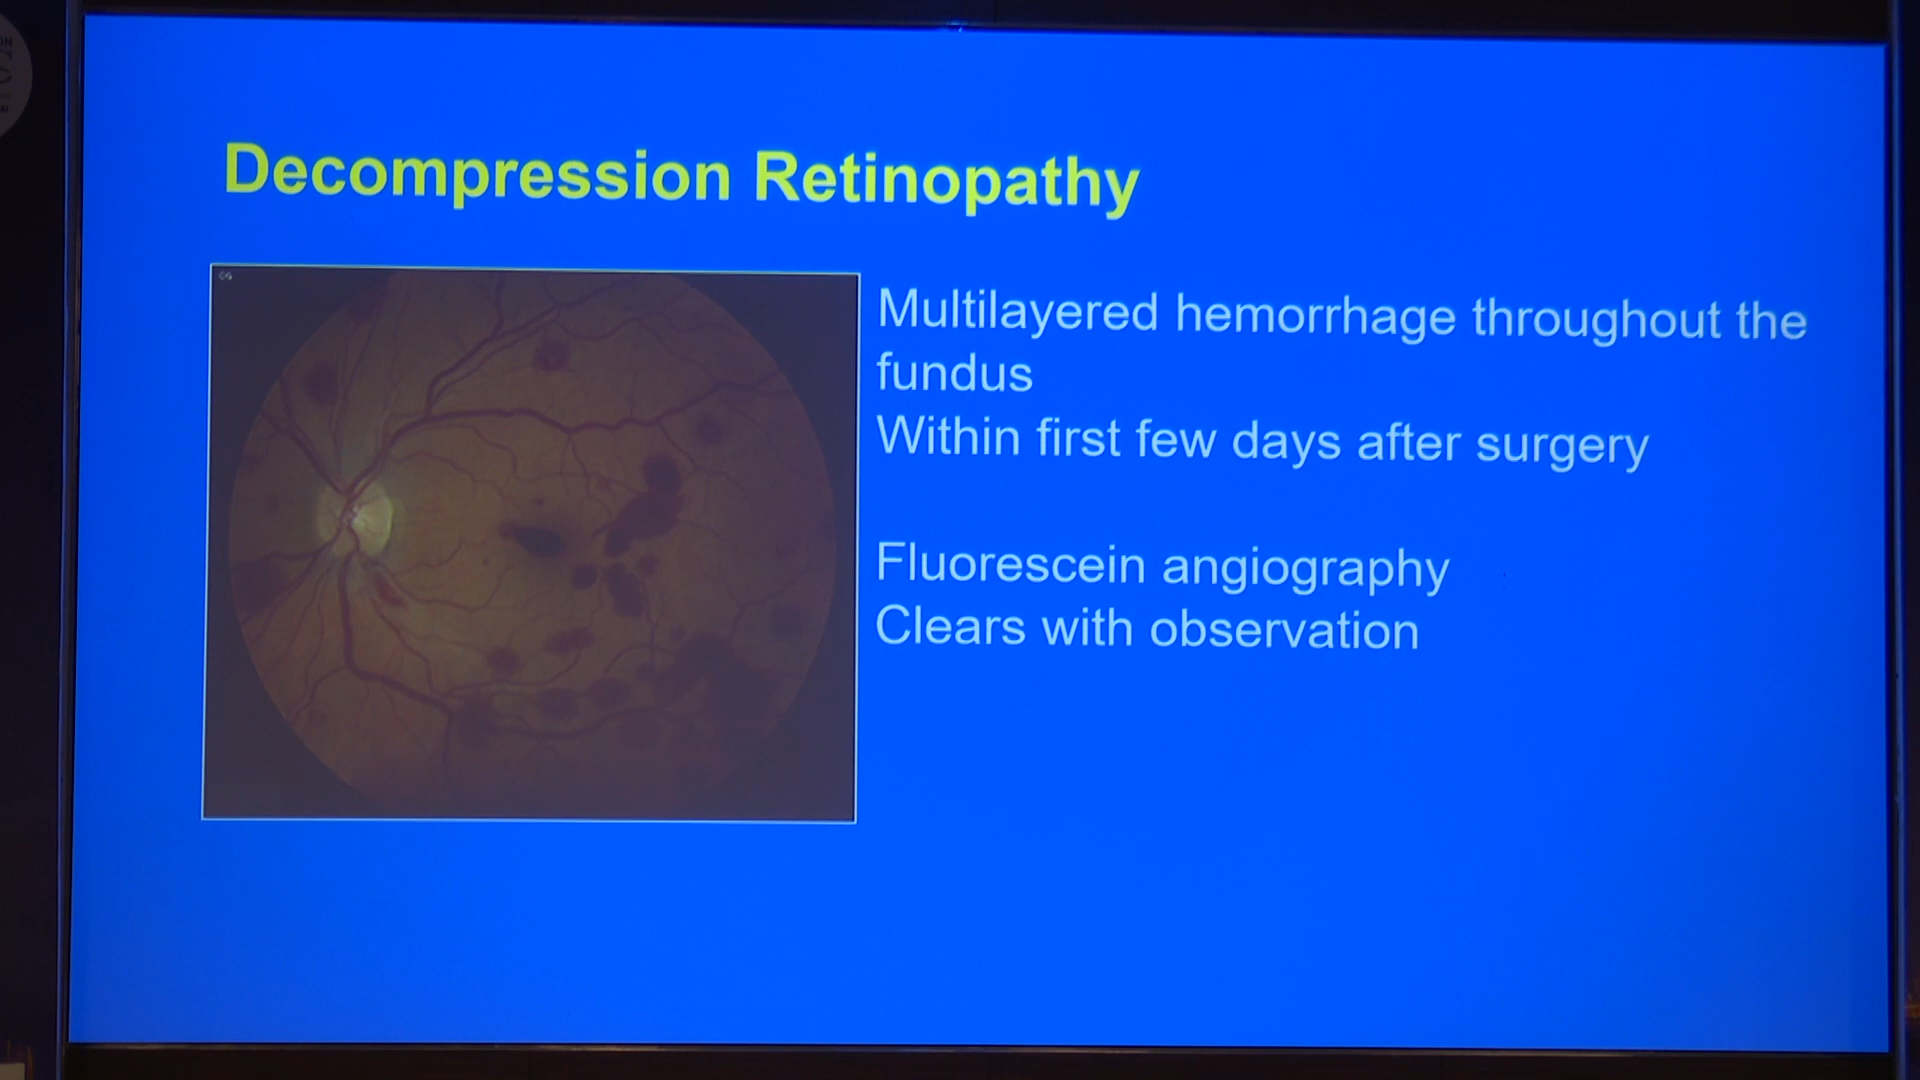 Decompression Retinopathy
Multilayered hemorrhage throughout the
fundus
Within first few days after surgery
Fluorescein angiography
Clears with observation